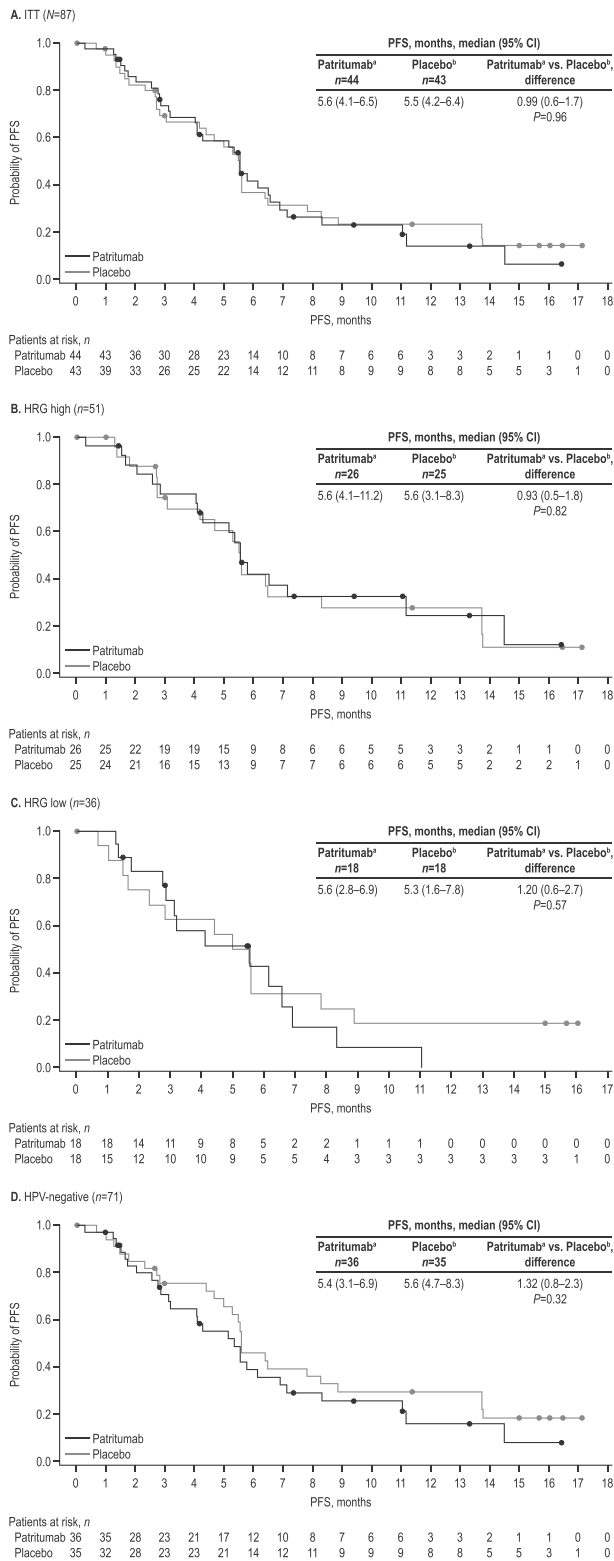 A. ITT (N=87)
PFS, months, median (95% CI)
Patritumabᵃ Placeboᵇ Patritumabᵃ vs. Placeboᵇ,
n=44 n=43 difference
5.6 (4.1–6.5) 5.5 (4.2–6.4) 0.99 (0.6–1.7)
P=0.96
Probability of PFS
1.0
0.8
0.6
0.4
0.2
0.0
Patritumab
Placebo
0 1 2 3 4 5 6 7 8 9 10 11 12 13 14 15 16 17 18
PFS, months
Patients at risk, n
Patritumab 44 43 36 30 28 23 14 10 8 7 6 6 3 3 2 1 1 0 0
Placebo 43 39 33 26 25 22 14 12 11 8 9 9 8 8 5 5 3 1 0
B. HRG high (n=51)
PFS, months, median (95% CI)
Patritumabᵃ Placeboᵇ Patritumabᵃ vs. Placeboᵇ,
n=26 n=25 difference
5.6 (4.1–11.2) 5.6 (3.1–8.3) 0.93 (0.5–1.8)
P=0.82
Probability of PFS
1.0
0.8
0.6
0.4
0.2
0.0
Patritumab
Placebo
0 1 2 3 4 5 6 7 8 9 10 11 12 13 14 15 16 17 18
PFS, months
Patients at risk, n
Patritumab 26 25 22 19 19 15 9 8 6 6 5 5 3 3 2 1 1 0 0
Placebo 25 24 21 16 15 13 9 7 7 6 6 6 5 5 2 2 2 1 0
C. HRG low (n=36)
PFS, months, median (95% CI)
Patritumabᵃ Placeboᵇ Patritumabᵃ vs. Placeboᵇ,
n=18 n=18 difference
5.6 (2.8–6.9) 5.3 (1.6–7.8) 1.20 (0.6–2.7)
P=0.57
Probability of PFS
1.0
0.8
0.6
0.4
0.2
0.0
Patritumab
Placebo
0 1 2 3 4 5 6 7 8 9 10 11 12 13 14 15 16 17
PFS, months
Patients at risk, n
Patritumab 18 18 14 11 9 8 5 2 2 1 1 1 0 0 0 0 0 0
Placebo 18 15 12 10 10 9 5 5 4 3 3 3 3 3 3 3 1 0
D. HPV-negative (n=71)
PFS, months, median (95% CI)
Patritumabᵃ Placeboᵇ Patritumabᵃ vs. Placeboᵇ,
n=36 n=35 difference
5.4 (3.1–6.9) 5.6 (4.7–8.3) 1.32 (0.8–2.3)
P=0.32
Probability of PFS
1.0
0.8
0.6
0.4
0.2
0.0
Patritumab
Placebo
0 1 2 3 4 5 6 7 8 9 10 11 12 13 14 15 16 17 18
PFS, months
Patients at risk, n
Patritumab 36 35 28 23 21 17 12 10 8 7 6 6 3 3 2 1 1 0 0
Placebo 35 32 28 23 23 21 14 12 11 9 9 9 8 8 5 5 3 1 0